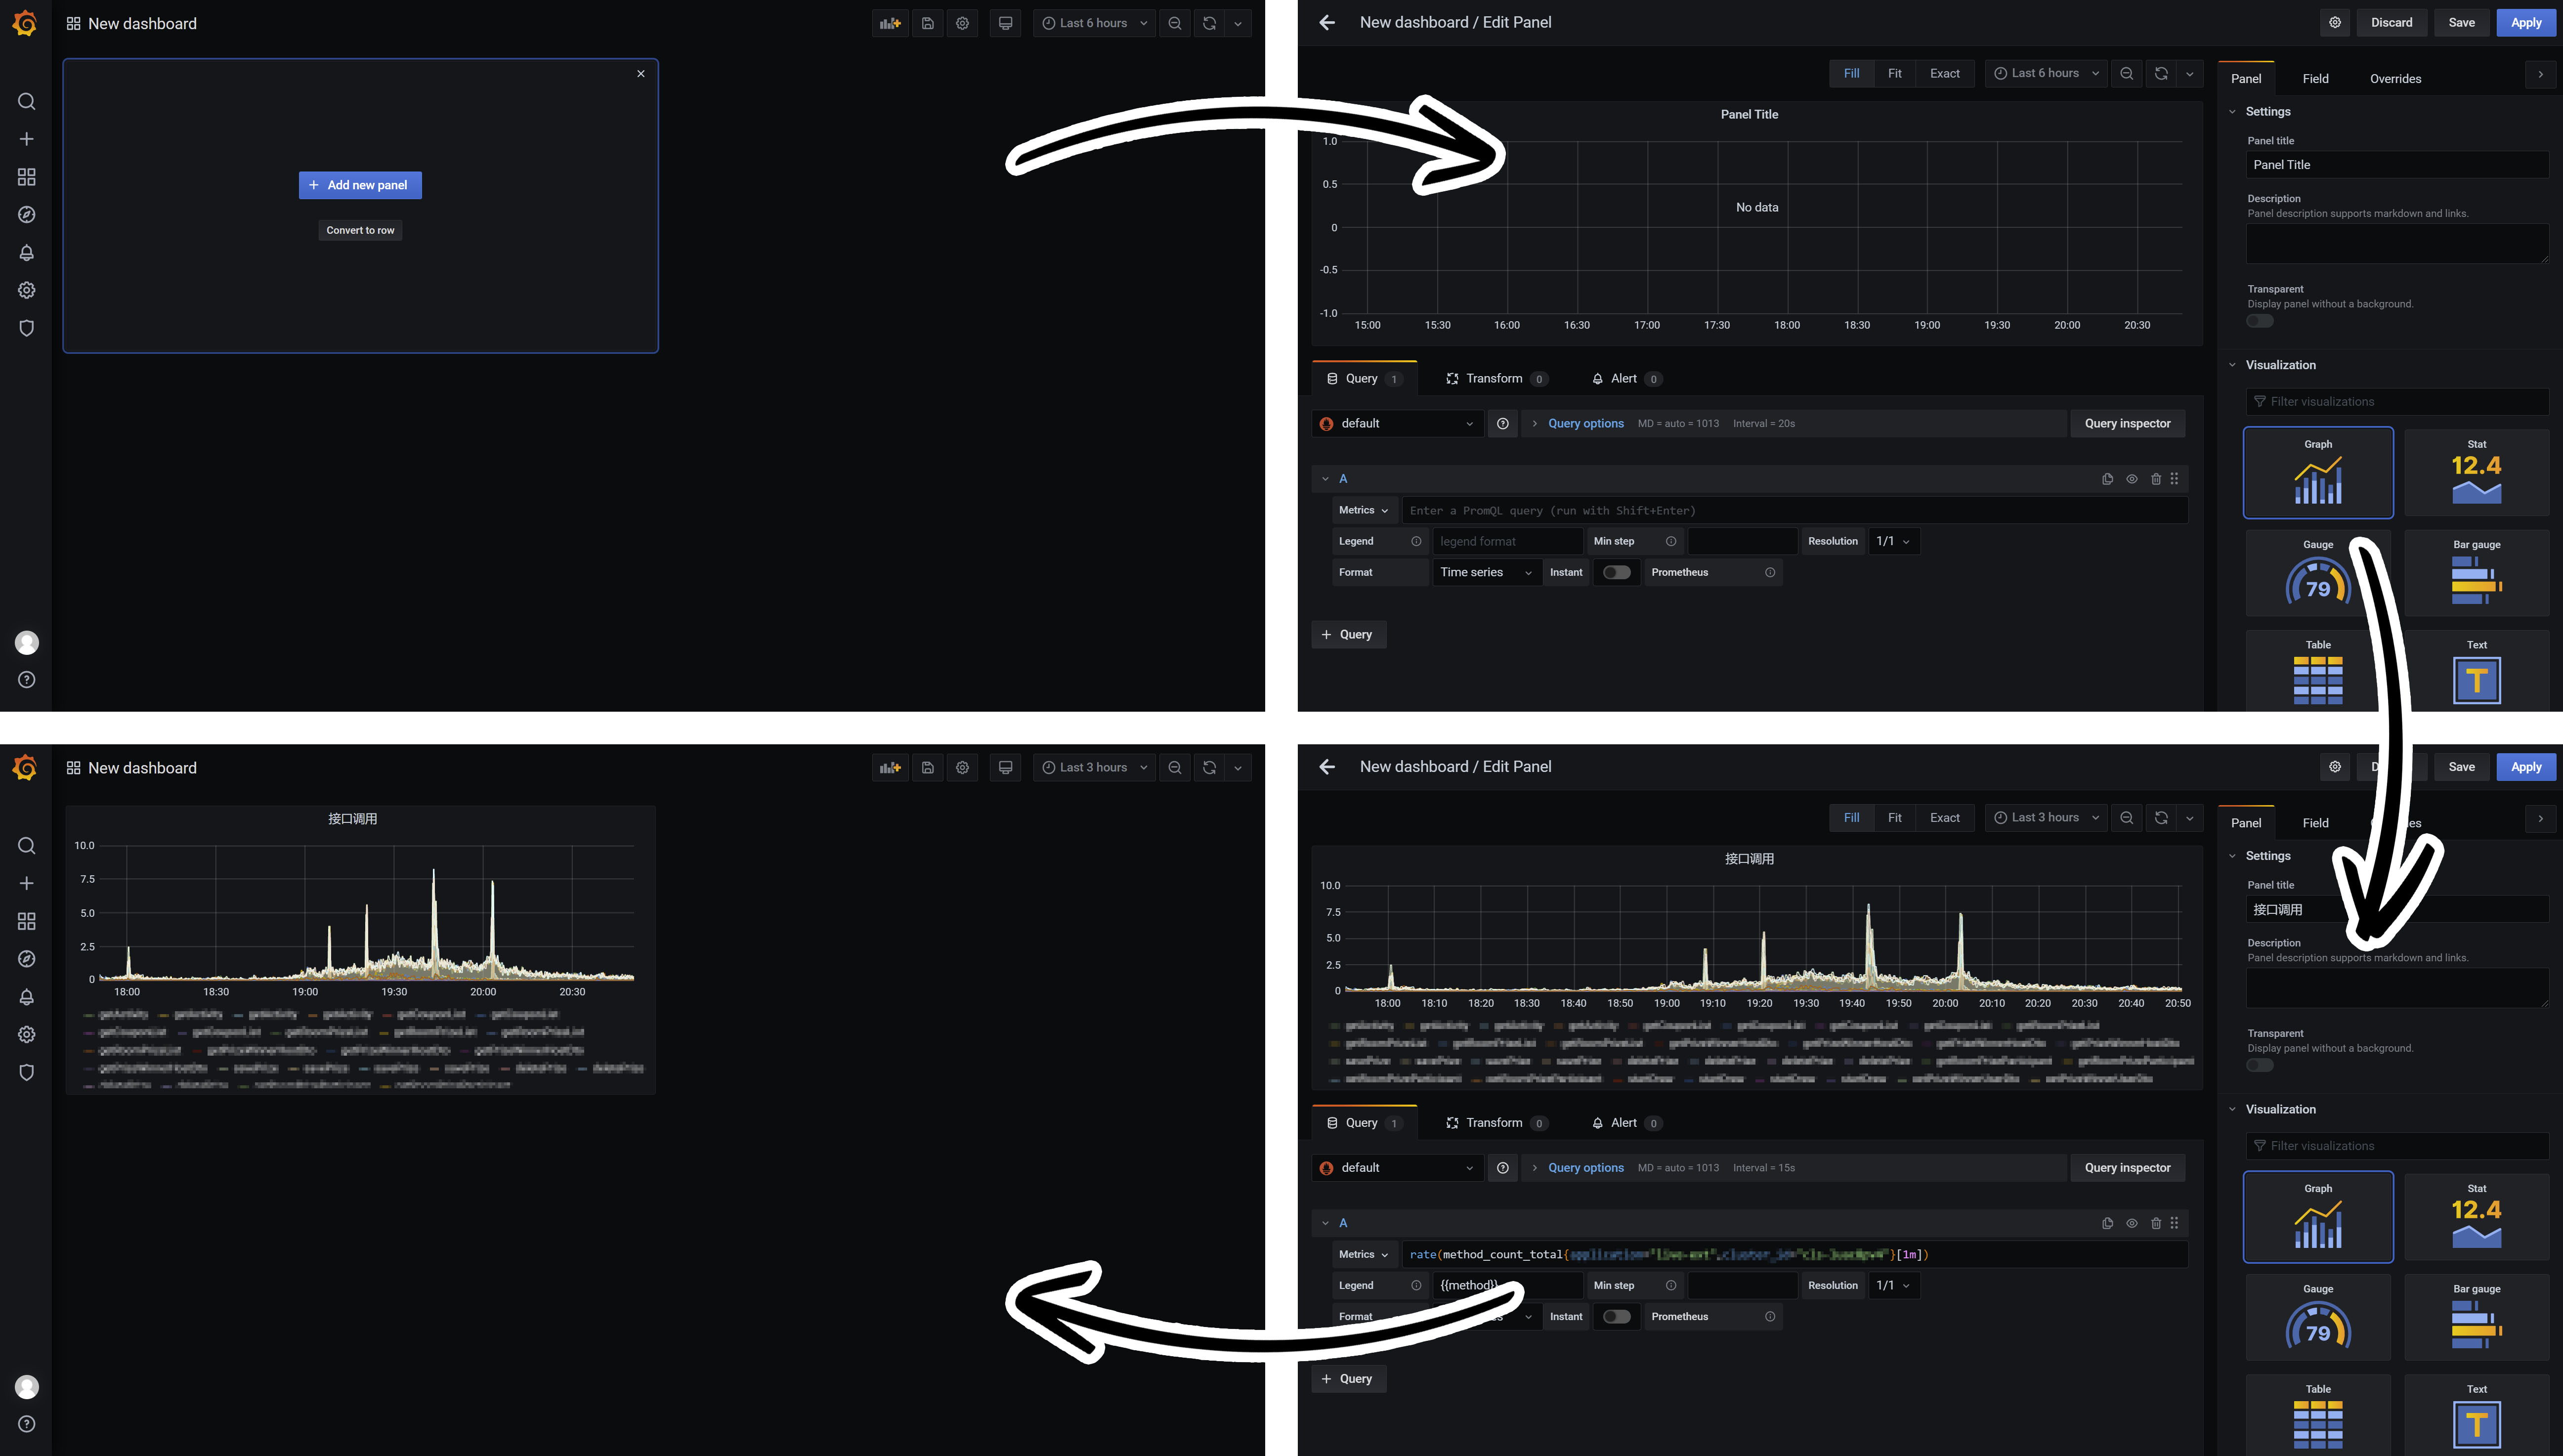 New dashboard
Last 6 hours
Add new panel
Convert to row
New dashboard / Edit Panel
Discard
Save
Apply
Fill
Fit
Exact
Last 6 hours
Panel Title
1.0
0.5
0
-0.5
-1.0
No data
15:00 15:30 16:00 16:30 17:00 17:30 18:00 18:30 19:00 19:30 20:00 20:30
Query 1
Transform 0
Alert 0
default
Query options MD = auto = 1013 Interval = 20s
Query inspector
A
Metrics Enter a PromQL query (run with Shift+Enter)
Legend legend format Min step Resolution 1/1
Format Time series Instant Prometheus
+ Query
Panel Field Overrides
Settings
Panel title
Panel Title
Description
Panel description supports markdown and links.
Transparent
Display panel without a background.
Visualization
Filter visualizations
Graph Stat
12.4
Gauge Bar gauge
79
Table Text
T
New dashboard
Last 3 hours
接口调用
10.0
7.5
5.0
2.5
0
18:00 18:30 19:00 19:30 20:00 20:30
New dashboard / Edit Panel
Save
Apply
Fill
Fit
Exact
Last 3 hours
接口调用
10.0
7.5
5.0
2.5
0
18:00 18:10 18:20 18:30 18:40 18:50 19:00 19:10 19:20 19:30 19:40 19:50 20:00 20:10 20:20 20:30 20:40 20:50
Query 1
Transform 0
Alert 0
default
Query options MD = auto = 1013 Interval = 15s
Query inspector
A
Metrics rate(method_count_total{ }[1m])
Legend {{method}} Min step Resolution 1/1
Format Instant Prometheus
+ Query
Panel Field
Settings
Panel title
接口调用
Description
Panel description supports markdown and links.
Transparent
Display panel without a background.
Visualization
Filter visualizations
Graph Stat
12.4
Gauge Bar gauge
79
Table Text
T